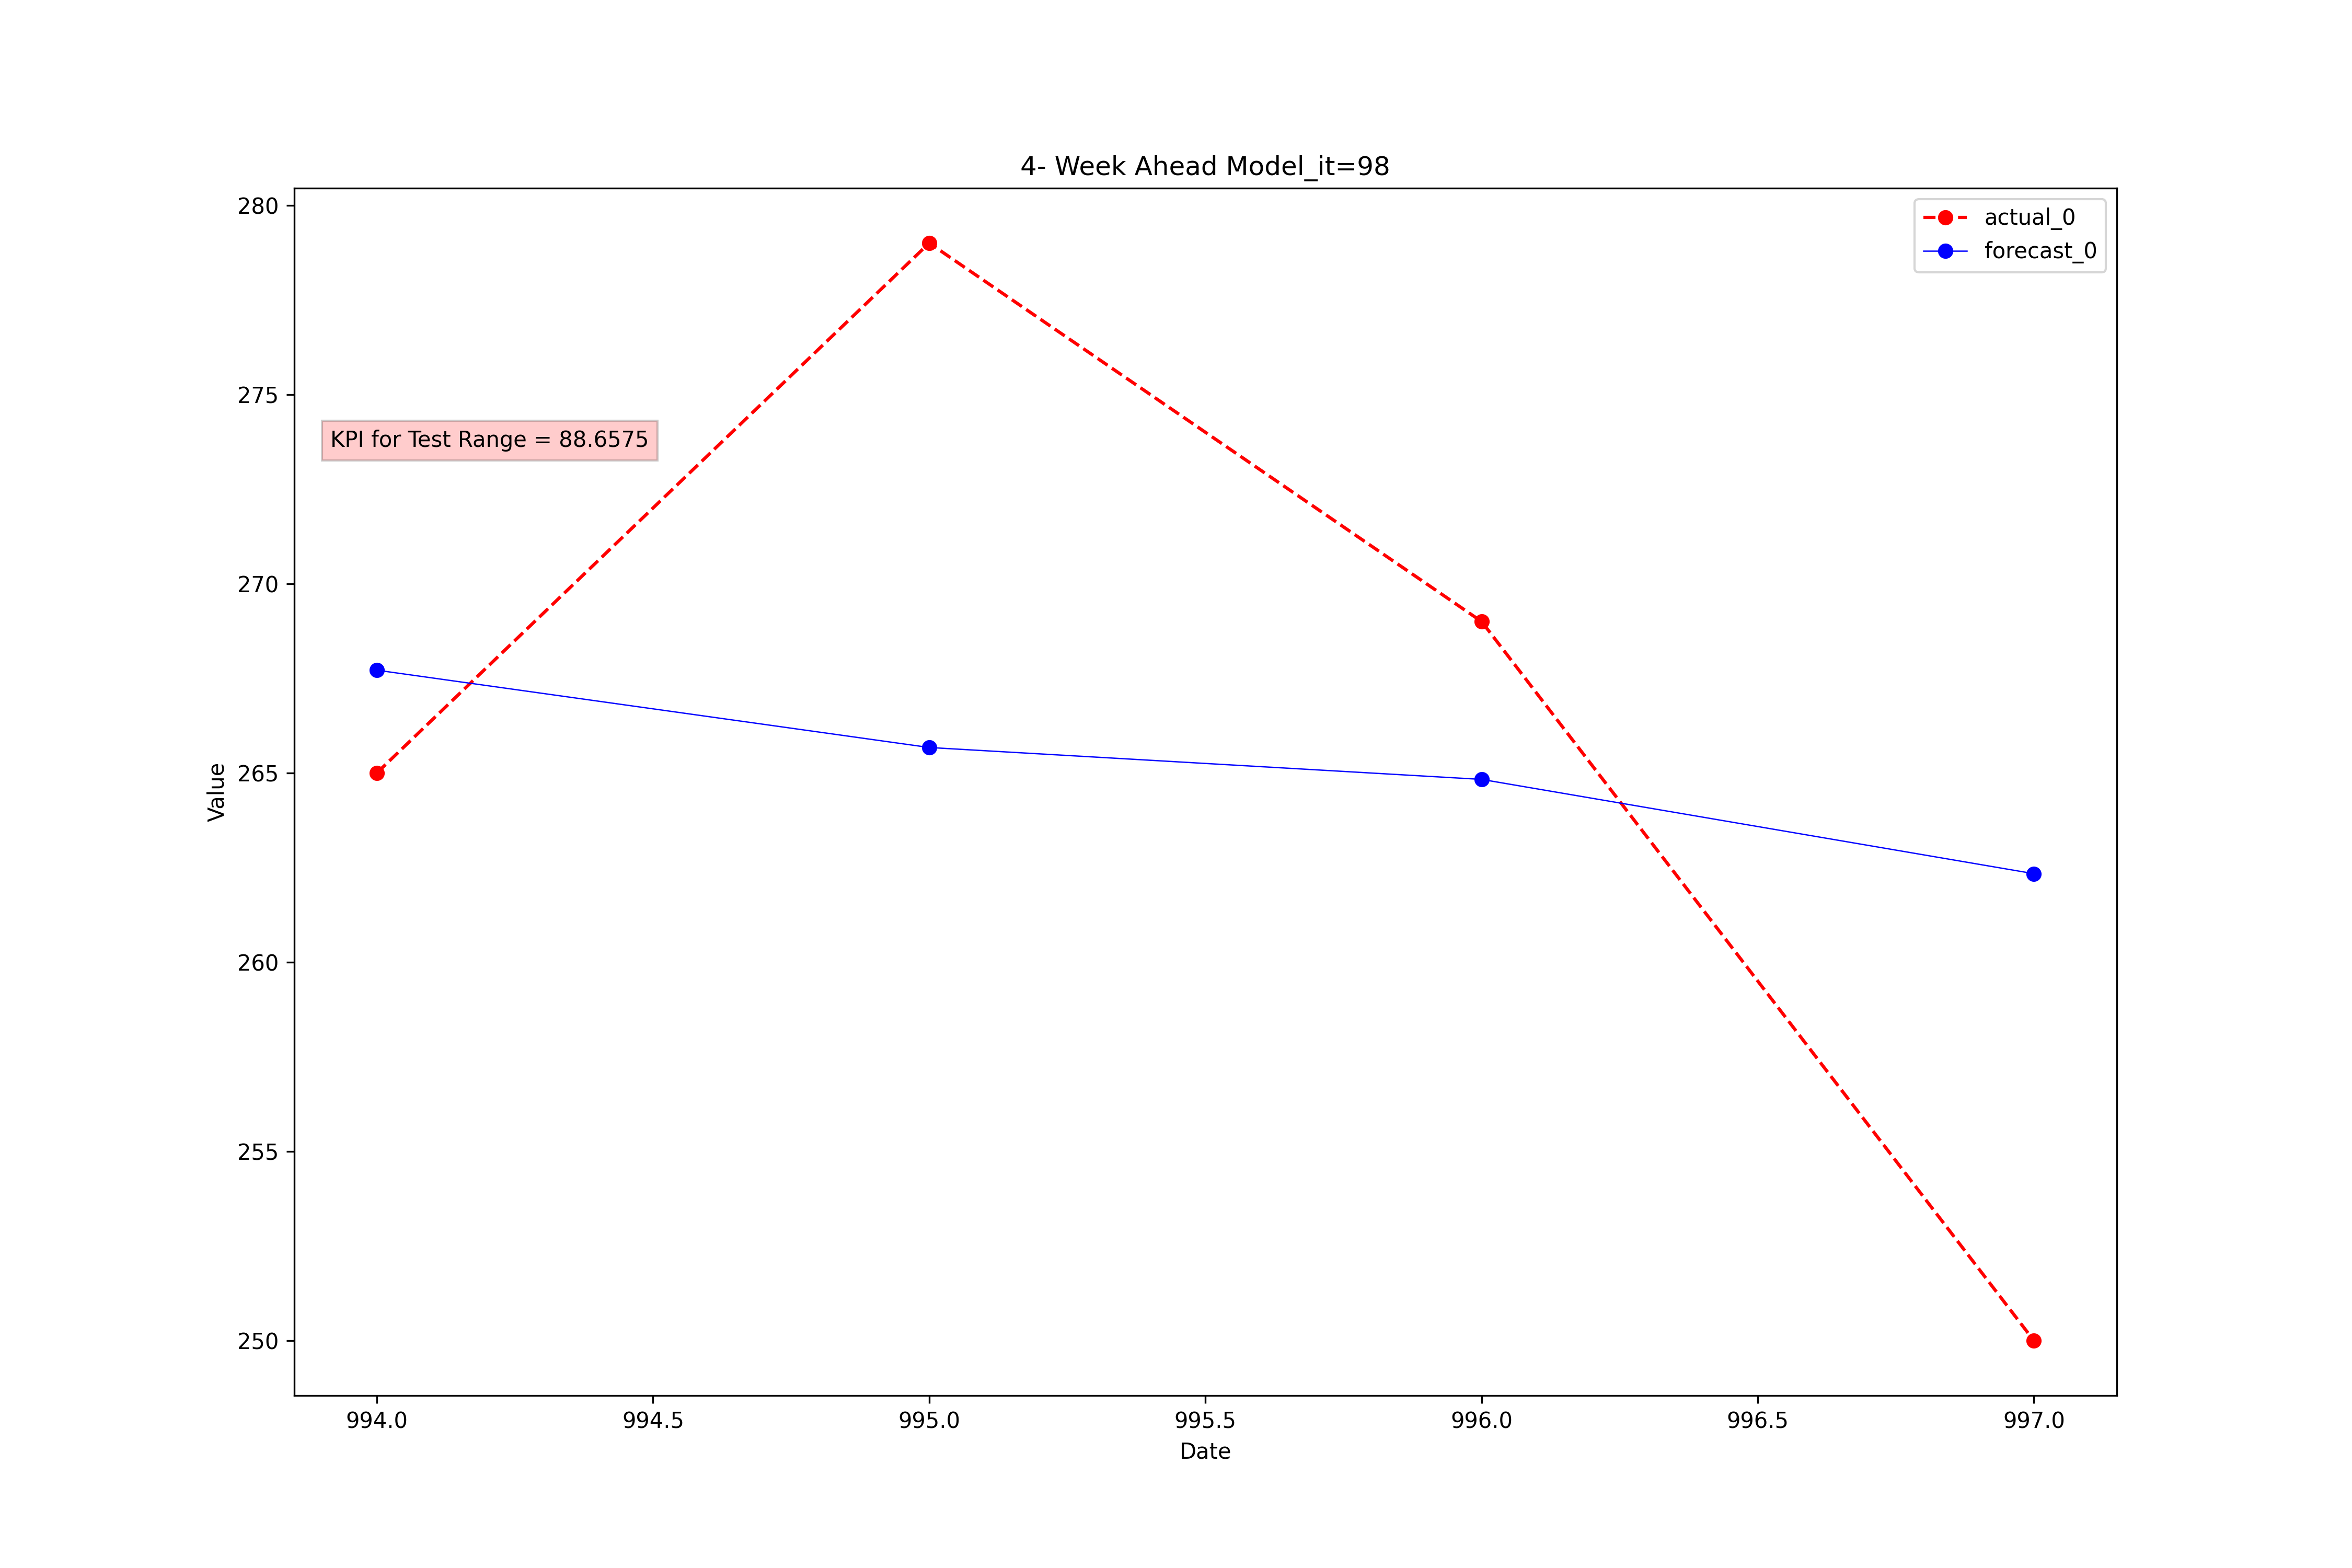 4- Week Ahead Model_it=98
280
275
270
265
260
255
250
Value
KPI for Test Range = 88.6575
actual_0
forecast_0
994.0 994.5 995.0 995.5 996.0 996.5 997.0
Date